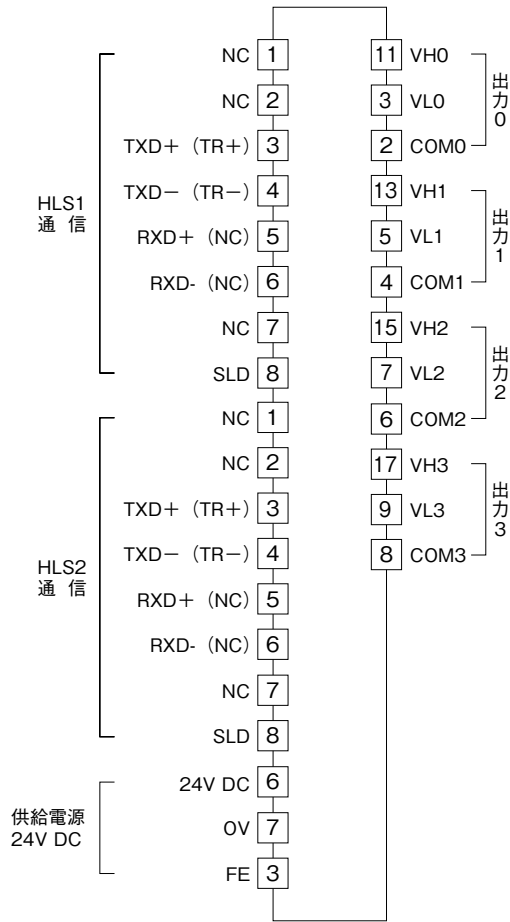 HLS1
通 信
NC 1
NC 2
TXD+ (TR+) 3
TXD− (TR−) 4
RXD+ (NC) 5
RXD- (NC) 6
NC 7
SLD 8
HLS2
通 信
NC 1
NC 2
TXD+ (TR+) 3
TXD− (TR−) 4
RXD+ (NC) 5
RXD- (NC) 6
NC 7
SLD 8
供給電源
24V DC
24V DC 6
0V 7
FE 3
11 VH0
3 VL0
2 COM0
出力0
13 VH1
5 VL1
4 COM1
出力1
15 VH2
7 VL2
6 COM2
出力2
17 VH3
9 VL3
8 COM3
出力3